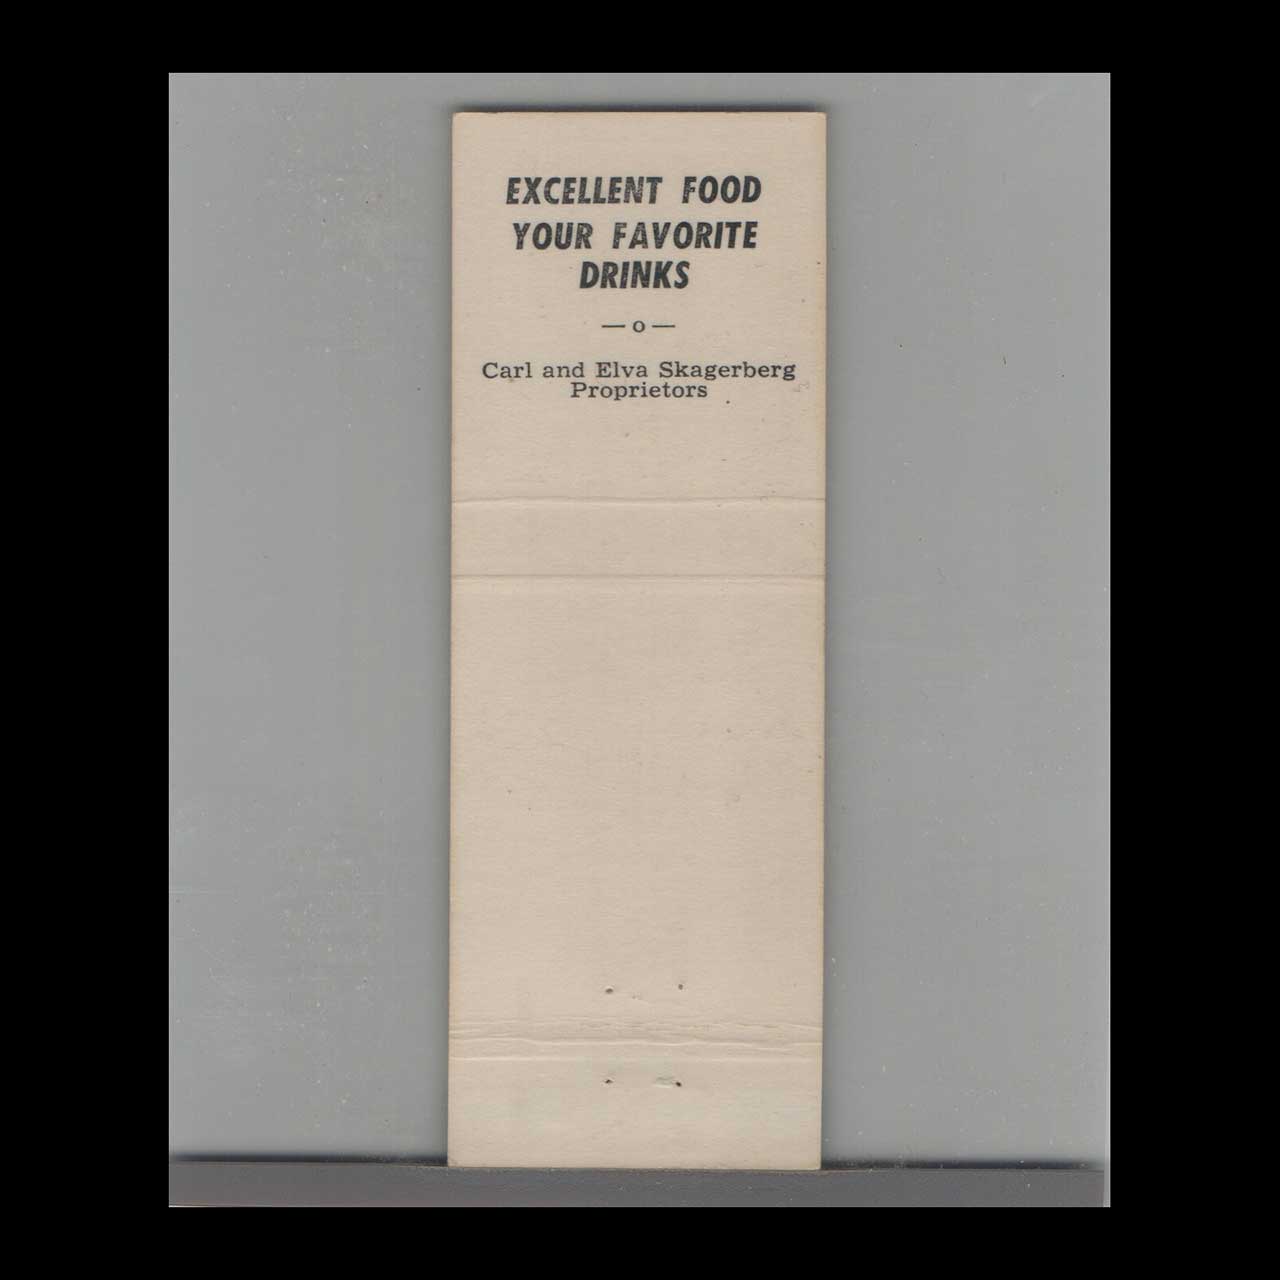 EXCELLENT FOOD
YOUR FAVORITE
DRINKS
—o—
Carl and Elva Skagerberg
Proprietors